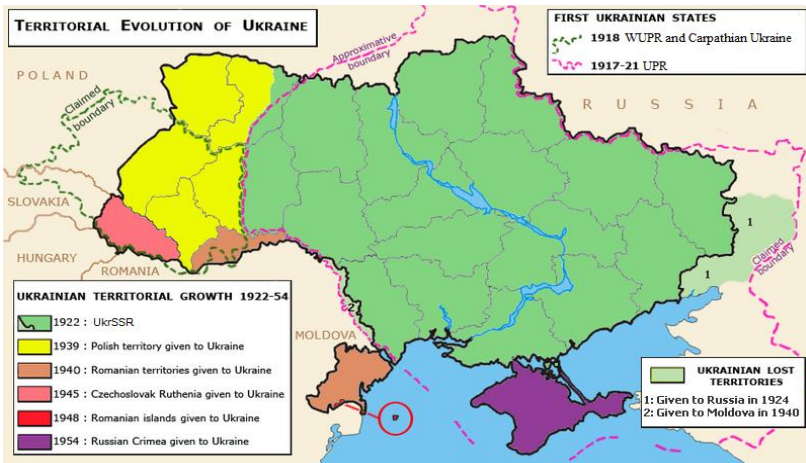 TERRITORIAL EVOLUTION OF UKRAINE
FIRST UKRAINIAN STATES
1918 WUPR and Carpathian Ukraine
1917-21 UPR
Approximative
boundary
POLAND
Claimed
boundary
RUSSIA
SLOVAKIA
HUNGARY
ROMANIA
MOLDOVA
1
1
2
Claimed
boundary
UKRAINIAN TERRITORIAL GROWTH 1922-54
1922 : UkrSSR
1939 : Polish territory given to Ukraine
1940 : Romanian territories given to Ukraine
1945 : Czechoslovak Ruthenia given to Ukraine
1948 : Romanian islands given to Ukraine
1954 : Russian Crimea given to Ukraine
UKRAINIAN LOST
TERRITORIES
1: Given to Russia in 1924
2: Given to Moldova in 1940